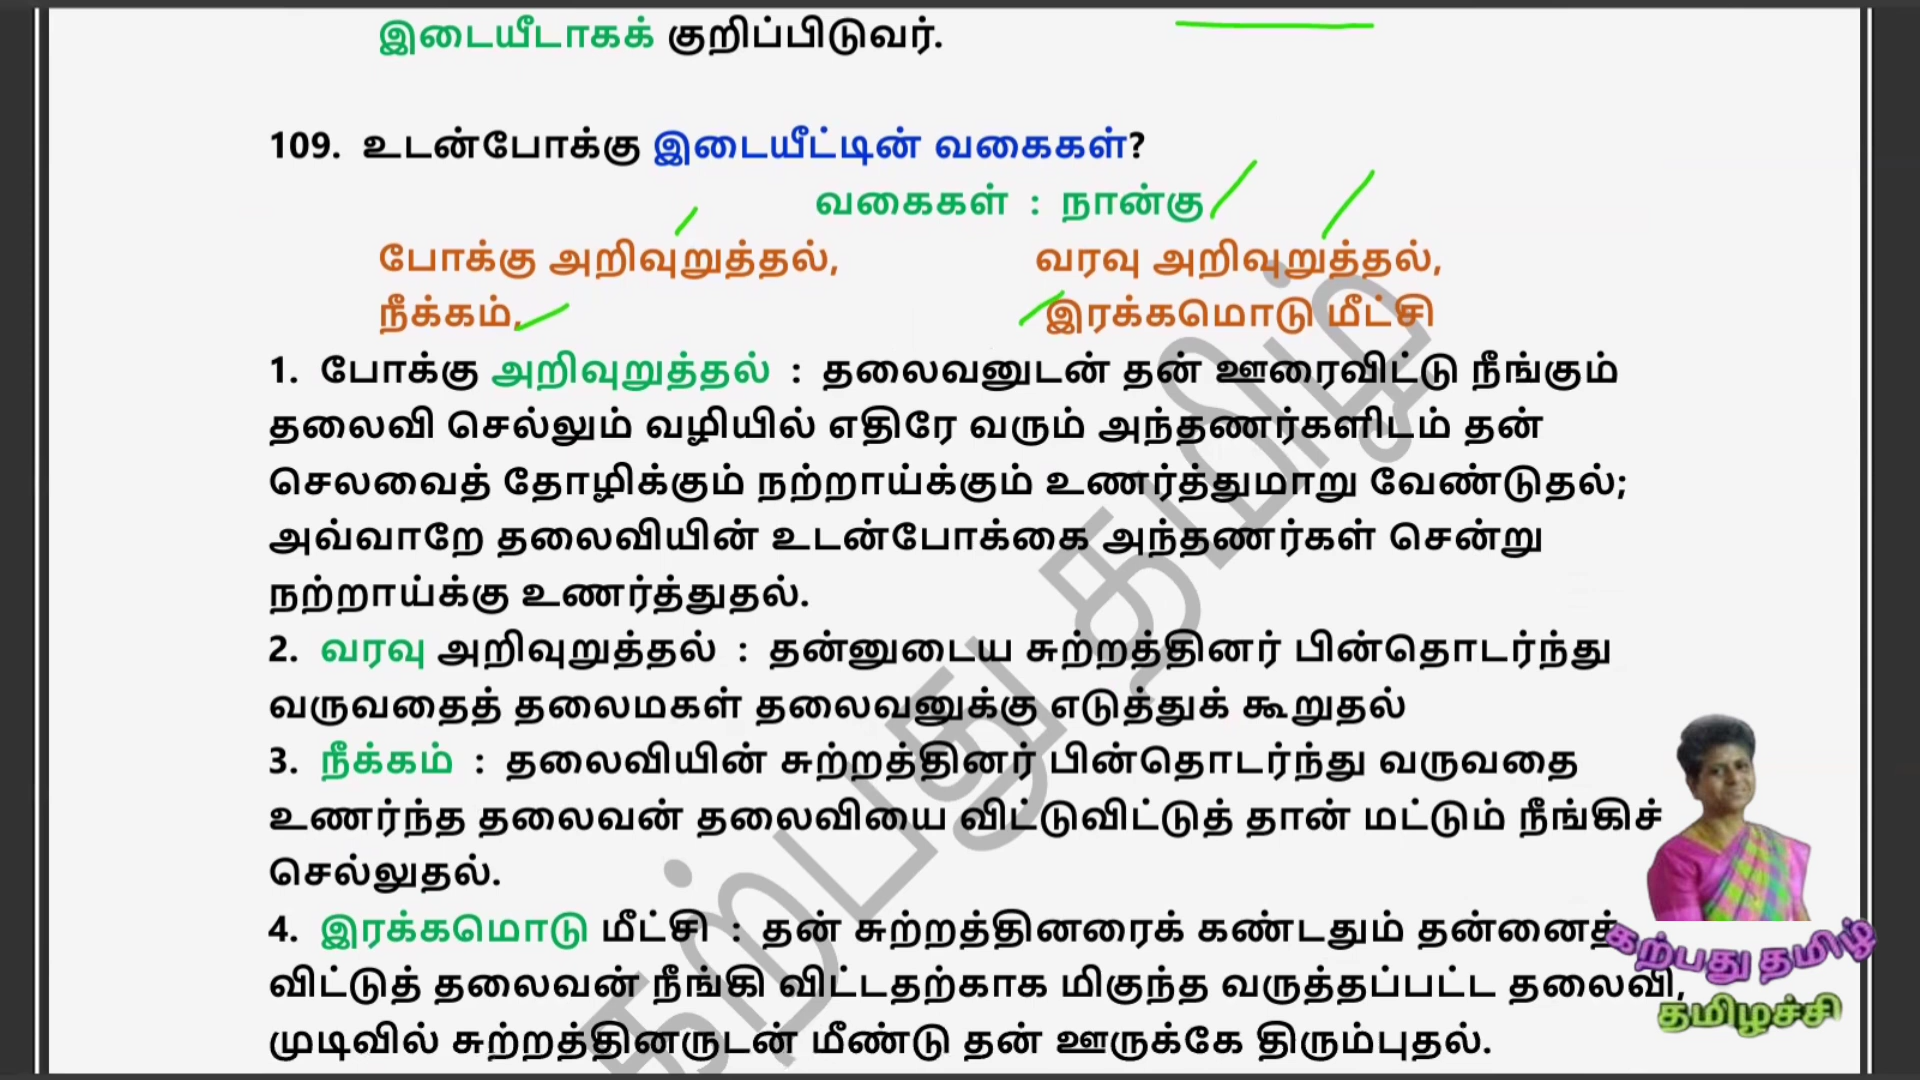 இடையீடாகக் குறிப்பிடுவர்.
109. உடன்போக்கு இடையீட்டின் வகைகள்?
வகைகள் : நான்கு
போக்கு அறிவுறுத்தல், வரவு அறிவுறுத்தல்,
நீக்கம், இரக்கமொடு மீட்சி
1. போக்கு அறிவுறுத்தல் : தலைவனுடன் தன் ஊரைவிட்டு நீங்கும்
தலைவி செல்லும் வழியில் எதிரே வரும் அந்தணர்களிடம் தன்
செலவைத் தோழிக்கும் நற்றாய்க்கும் உணர்த்துமாறு வேண்டுதல்;
அவ்வாறே தலைவியின் உடன்போக்கை அந்தணர்கள் சென்று
நற்றாய்க்கு உணர்த்துதல்.
2. வரவு அறிவுறுத்தல் : தன்னுடைய சுற்றத்தினர் பின்தொடர்ந்து
வருவதைத் தலைமகள் தலைவனுக்கு எடுத்துக் கூறுதல்
3. நீக்கம் : தலைவியின் சுற்றத்தினர் பின்தொடர்ந்து வருவதை
உணர்ந்த தலைவன் தலைவியை விட்டுவிட்டுத் தான் மட்டும் நீங்கிச்
செல்லுதல்.
4. இரக்கமொடு மீட்சி : தன் சுற்றத்தினரைக் கண்டதும் தன்னைத்
விட்டுத் தலைவன் நீங்கி விட்டதற்காக மிகுந்த வருத்தப்பட்ட தலைவி,
முடிவில் சுற்றத்தினருடன் மீண்டு தன் ஊருக்கே திரும்புதல்.
கற்பது தமிழ்
கற்பது தமிழ்
தமிழச்சி